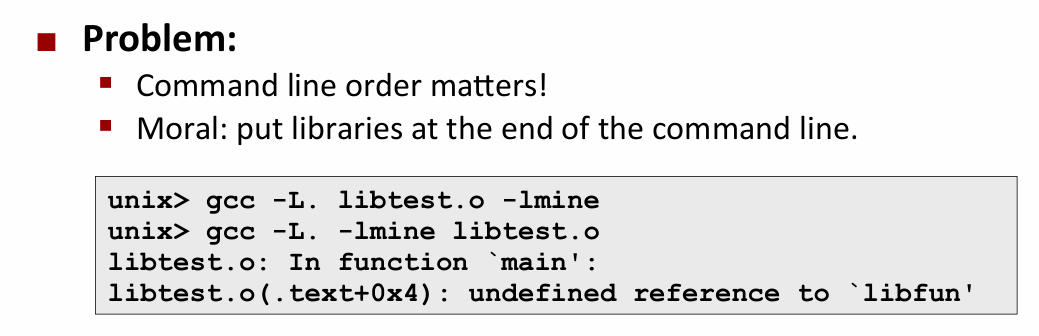 Problem:
Command line order matters!
Moral: put libraries at the end of the command line.
unix> gcc -L. libtest.o -lmine
unix> gcc -L. -lmine libtest.o
libtest.o: In function `main':
libtest.o(.text+0x4): undefined reference to `libfun'